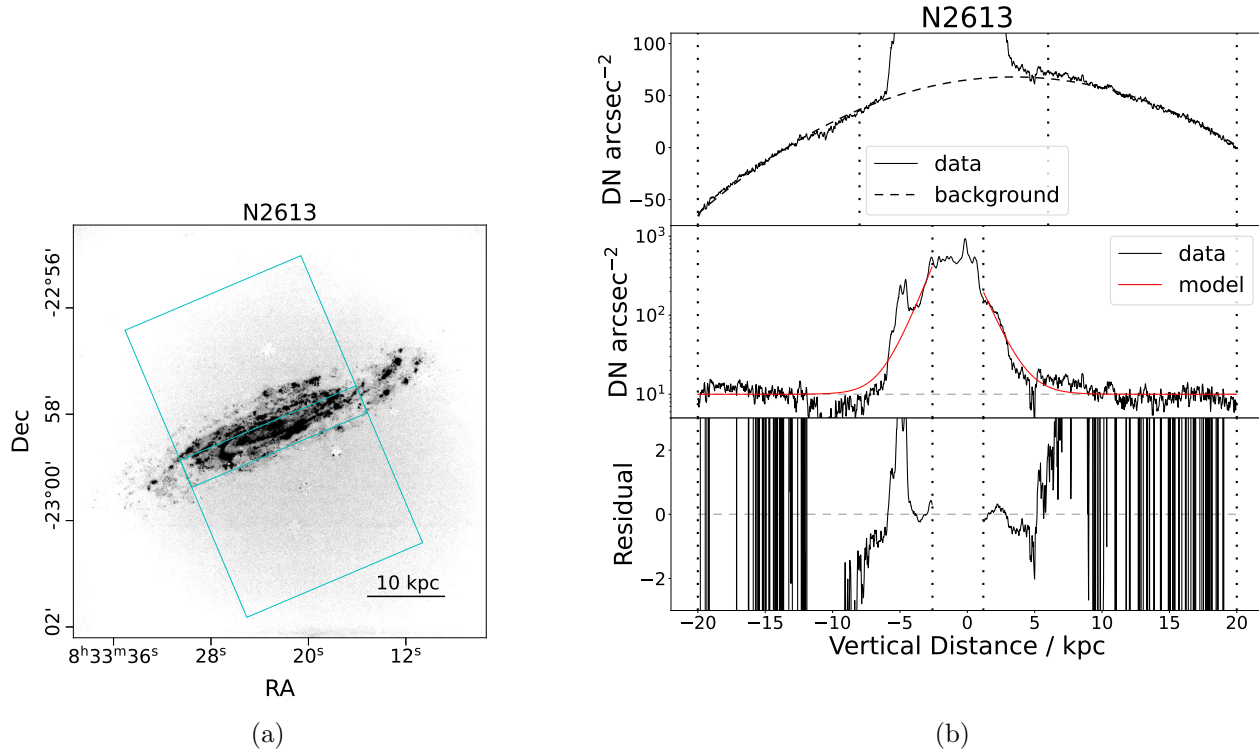 N2613
Dec
-22°56'
58'
-23°00'
02'
10 kpc
8ʰ33ᵐ36ˢ
28ˢ
20ˢ
12ˢ
RA
(a)
N2613
DN arcsec⁻²
100
50
0
−50
data
background
DN arcsec⁻²
10³
10²
10¹
data
model
Residual
2
0
−2
−20
−15
−10
−5
0
5
10
15
20
Vertical Distance / kpc
(b)